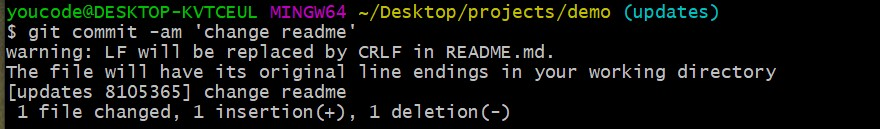 youcode@DESKTOP-KVTCEUL MINGW64 ~/Desktop/projects/demo (updates)
$ git commit -am 'change readme'
warning: LF will be replaced by CRLF in README.md.
The file will have its original line endings in your working directory
[updates 8105365] change readme
 1 file changed, 1 insertion(+), 1 deletion(-)